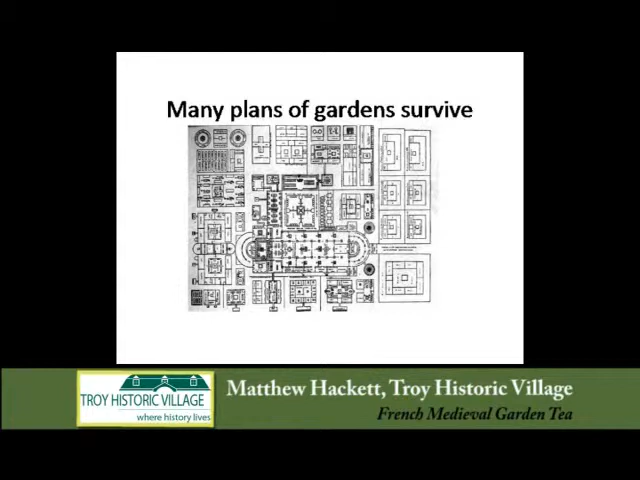 Many plans of gardens survive
TROY HISTORIC VILLAGE
where history lives
Matthew Hackett, Troy Historic Village
French Medieval Garden Tea